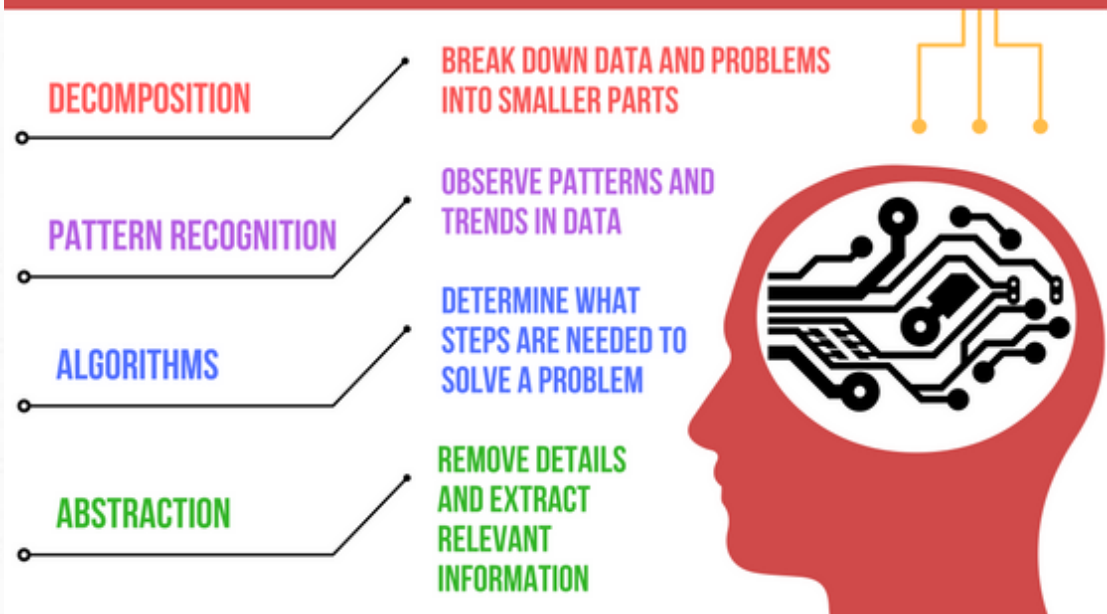 DECOMPOSITION
BREAK DOWN DATA AND PROBLEMS
INTO SMALLER PARTS
PATTERN RECOGNITION
OBSERVE PATTERNS AND
TRENDS IN DATA
ALGORITHMS
DETERMINE WHAT
STEPS ARE NEEDED TO
SOLVE A PROBLEM
ABSTRACTION
REMOVE DETAILS
AND EXTRACT
RELEVANT
INFORMATION